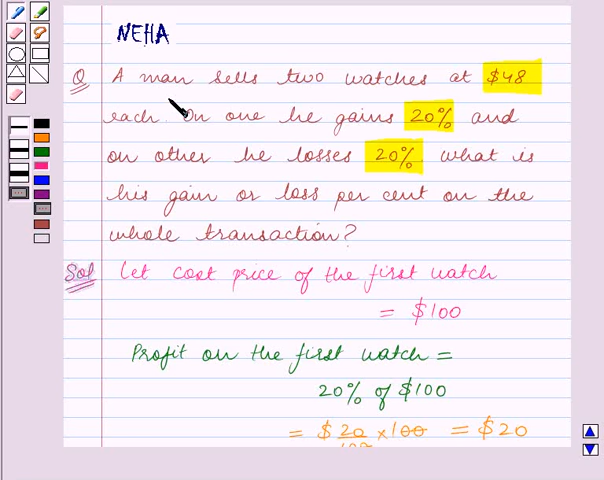 NEHA
Q A man sells two watches at $48
each. On one he gains 20% and
on other he losses 20%. What is
his gain or loss per cent on the
whole transaction?
Sol Let cost price of the first watch
= $100
Profit on the first watch =
20% of $100
= $ 20/100 × 100 = $20